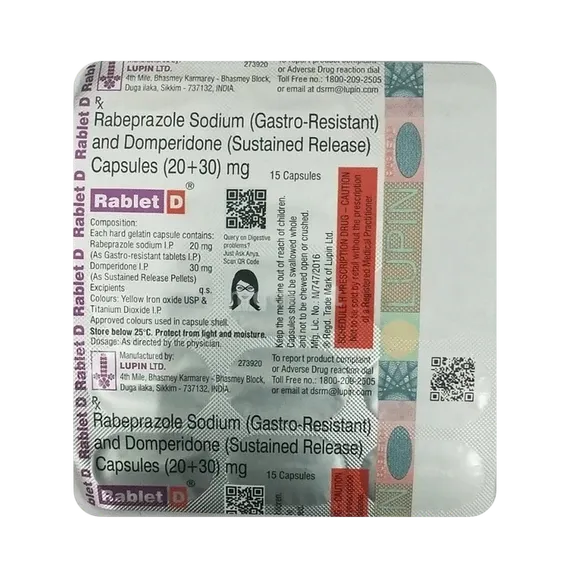 LUPIN LTD.
273920
4th Mile, Bhasmey Karmarey - Bhasmey Block,
Duga ilaka, Sikkim - 737132, INDIA.
To report product complaint
or Adverse Drug reaction dial
Toll Free no.: 1800-209-2505
or email at dsrm@lupin.com
Rx
Rabeprazole Sodium (Gastro-Resistant)
and Domperidone (Sustained Release)
Capsules (20+30) mg
15 Capsules
Rablet D®
Composition:
Each hard gelatin capsule contains:
Rabeprazole sodium I.P 20 mg
(As Gastro-resistant tablets I.P)
Domperidone I.P 30 mg
(As Sustained Release Pellets)
Excipients q.s.
Colours: Yellow Iron oxide USP &
Titanium Dioxide I.P
Approved colours used in capsule shell.
Store below 25°C. Protect from light and moisture.
Dosage: As directed by the physician.
Query on Digestive
problems?
Just Ask Anya.
Scan QR Code
Keep the medicine out of reach of children.
Capsules should be swallowed whole
and not to be chewed open or crushed.
Mfg. Lic. No.: N/747/2016
® Regd. Trade Mark of Lupin Ltd.
SCHEDULE H PRESCRIPTION DRUG – CAUTION
Not to be sold by retail without the prescription
of a Registered Medical Practitioner.
LUPIN
Rablet D Rablet D Rablet D Rablet D Rablet D
Manufactured by:
LUPIN LTD.
273920
4th Mile, Bhasmey Karmarey - Bhasmey Block,
Duga ilaka, Sikkim - 737132, INDIA.
To report product complaint
or Adverse Drug reaction dial
Toll Free no.: 1800-209-2505
or email at dsrm@lupin.com
Rx
Rabeprazole Sodium (Gastro-Resistant)
and Domperidone (Sustained Release)
Capsules (20+30) mg
15 Capsules
Rablet D®
CAUTION